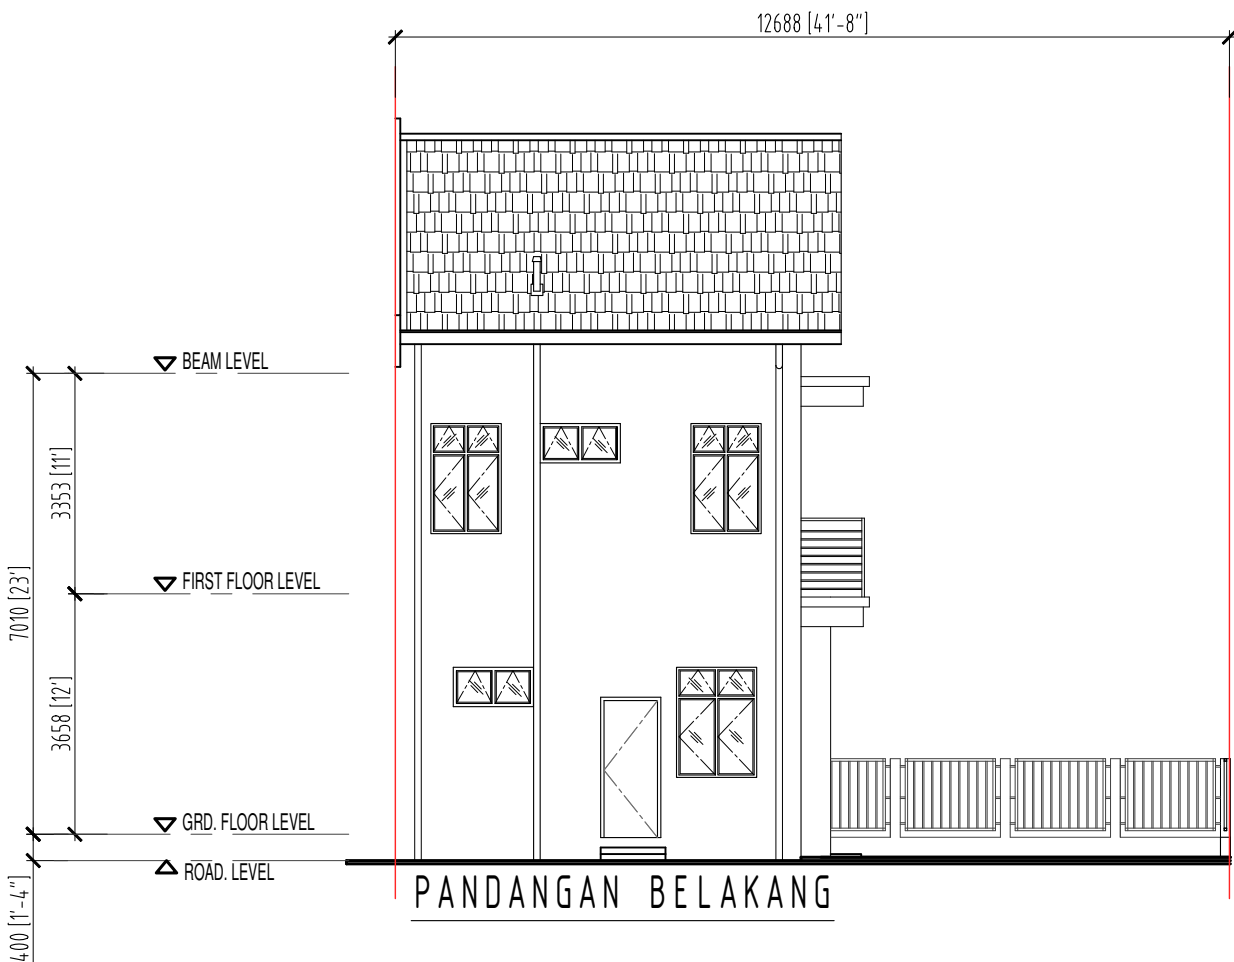 12688 [41'-8"]
BEAM LEVEL
3353 [11']
FIRST FLOOR LEVEL
7010 [23']
3658 [12']
GRD. FLOOR LEVEL
ROAD. LEVEL
400 [1'-4"]
PANDANGAN BELAKANG